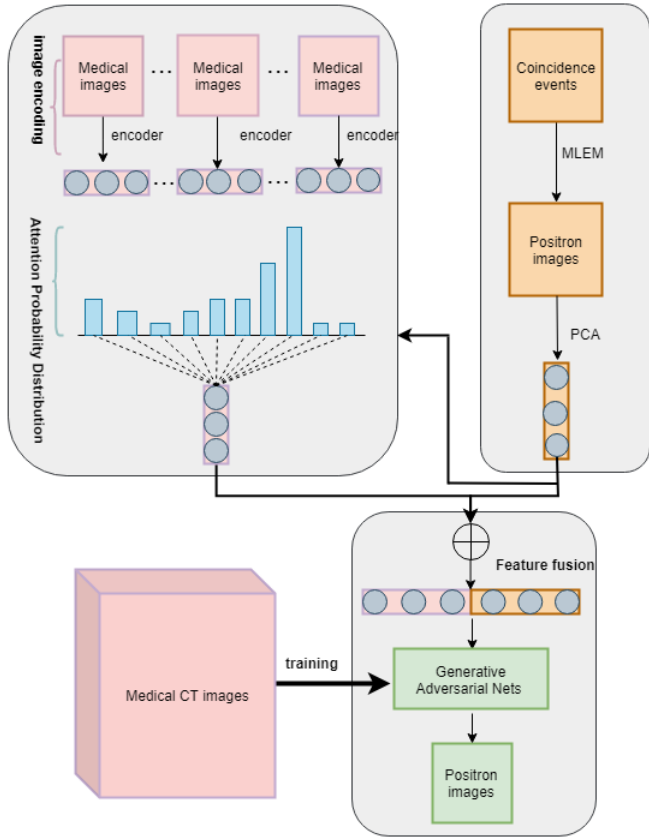 image encoding
Medical
images
...
Medical
images
...
Medical
images
encoder
encoder
encoder
...
...
Attention Probability Distribution
Coincidence
events
MLEM
Positron
images
PCA
Feature fusion
Medical CT images
training
Generative
Adversarial Nets
Positron
images